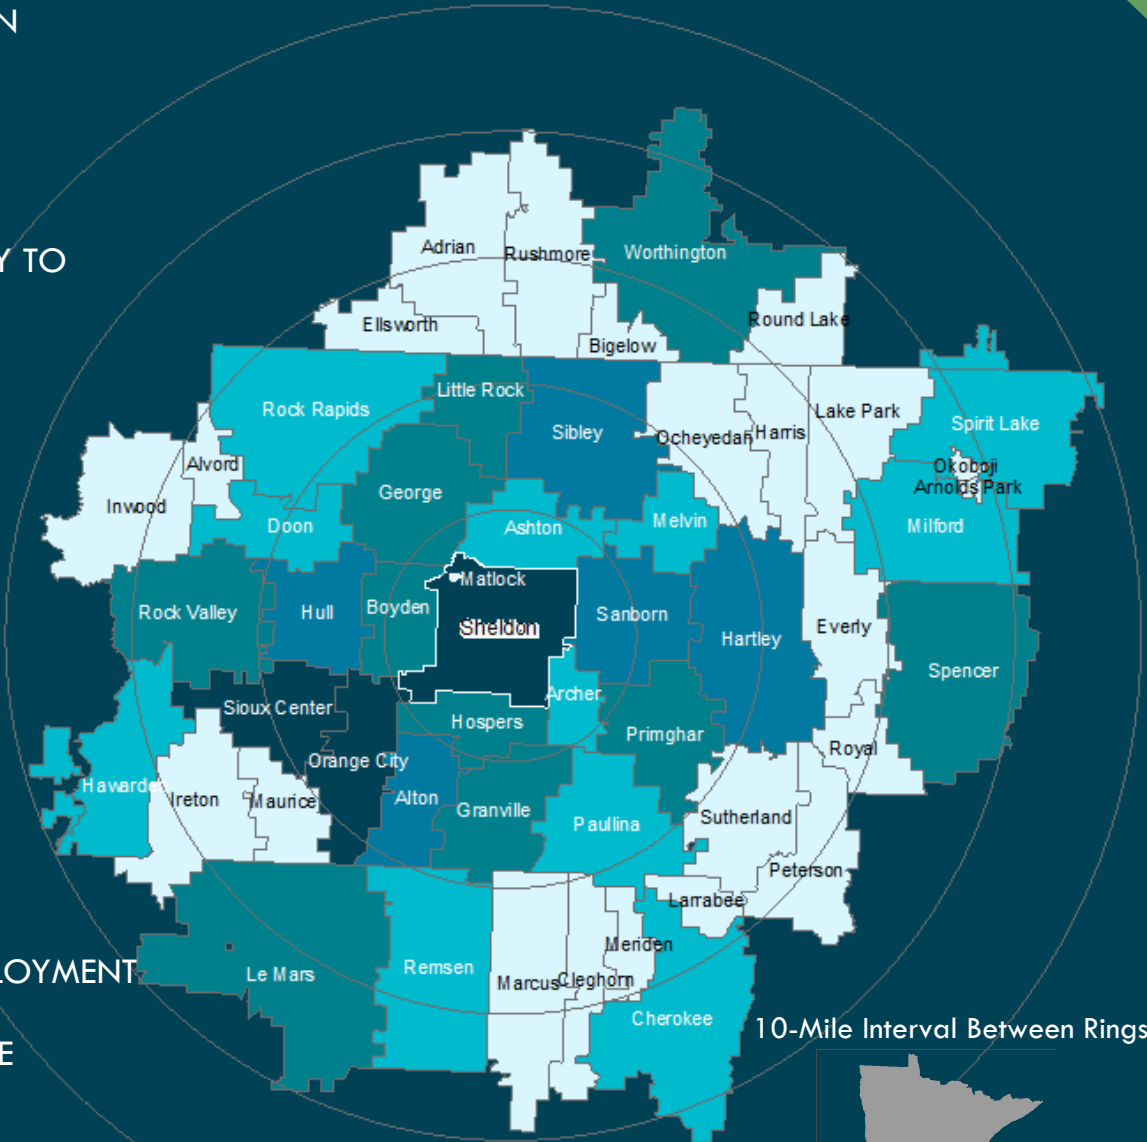 N
Y TO
Adrian
Rushmore
Worthington
Ellsworth
Round Lake
Bigelow
Little Rock
Rock Rapids
Sibley
Lake Park
Spirit Lake
Ocheyedan
Harris
Alvord
Okoboji
Arnolds Park
Inwood
George
Doon
Ashton
Melvin
Milford
Matlock
Rock Valley
Hull
Boyden
Sheldon
Sanborn
Hartley
Everly
Spencer
Sioux Center
Archer
Hospers
Primghar
Royal
Orange City
Hawarde
Ireton
Maurice
Alton
Granville
Paullina
Sutherland
Peterson
Larrabee
Meriden
LOYMENT
Le Mars
Remsen
Marcus
Cleghorn
Cherokee
10-Mile Interval Between Rings
E